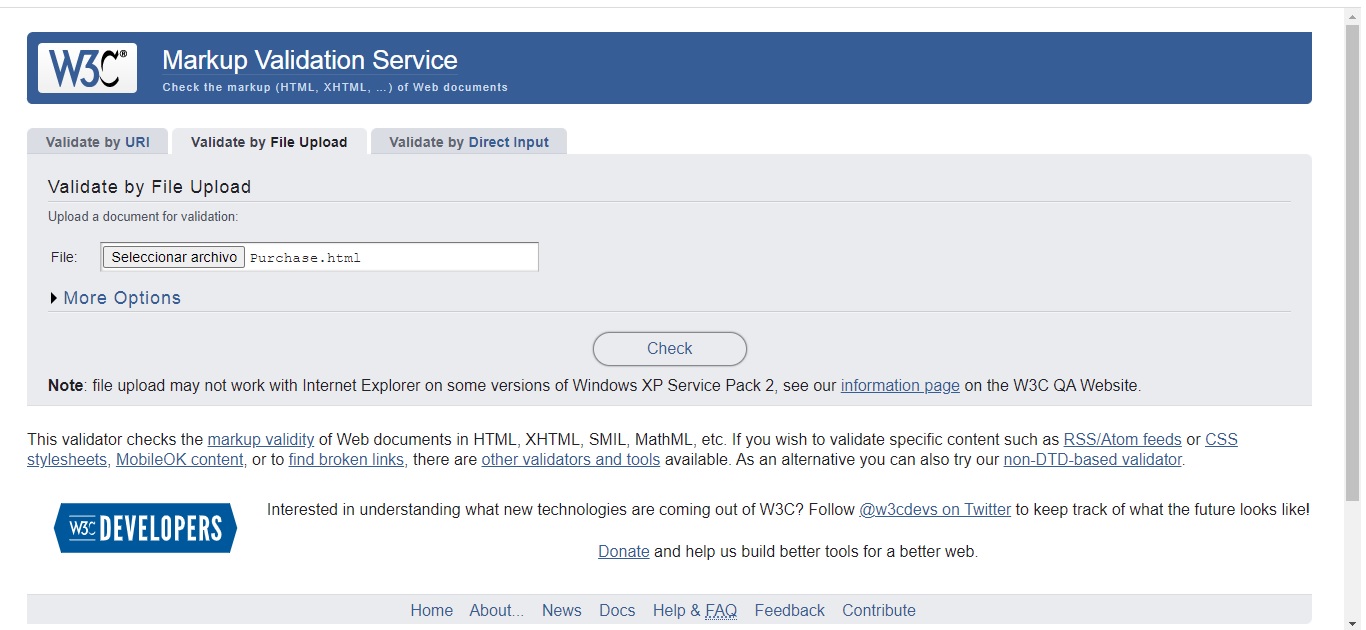 W3C®
Markup Validation Service
Check the markup (HTML, XHTML, …) of Web documents
Validate by URI
Validate by File Upload
Validate by Direct Input
Validate by File Upload
Upload a document for validation:
File:
Seleccionar archivo
Purchase.html
More Options
Check
Note: file upload may not work with Internet Explorer on some versions of Windows XP Service Pack 2, see our information page on the W3C QA Website.
This validator checks the markup validity of Web documents in HTML, XHTML, SMIL, MathML, etc. If you wish to validate specific content such as RSS/Atom feeds or CSS
stylesheets, MobileOK content, or to find broken links, there are other validators and tools available. As an alternative you can also try our non-DTD-based validator.
W3C DEVELOPERS
Interested in understanding what new technologies are coming out of W3C? Follow @w3cdevs on Twitter to keep track of what the future looks like!
Donate and help us build better tools for a better web.
Home About... News Docs Help & FAQ Feedback Contribute